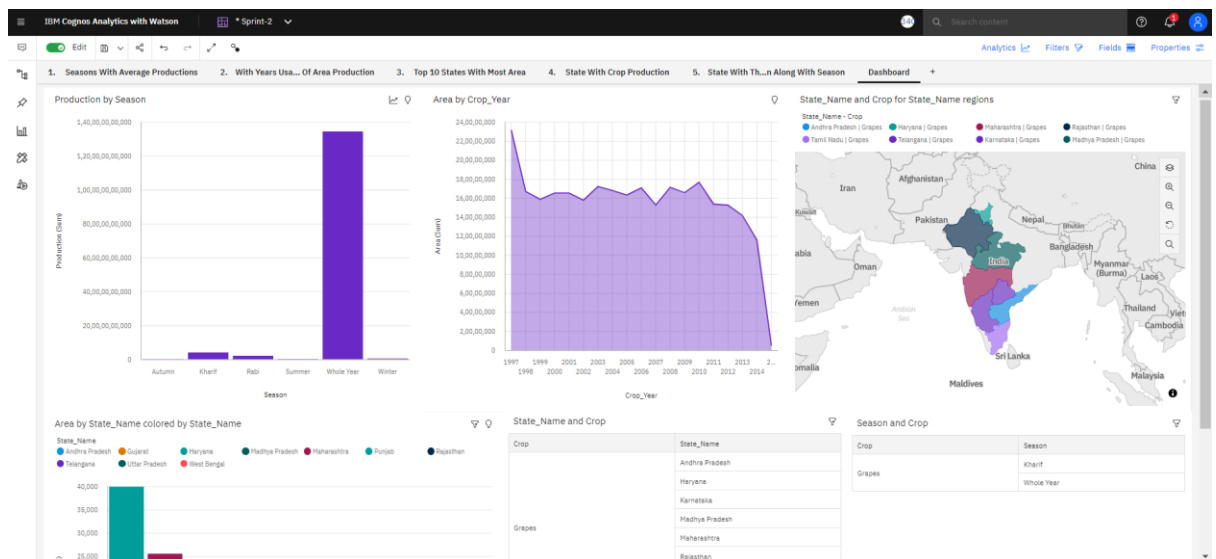 IBM Cognos Analytics with Watson
* Sprint-2
Search content
1
Edit
Analytics
Filters
Fields
Properties
1. Seasons With Average Productions
2. With Years Usa... Of Area Production
3. Top 10 States With Most Area
4. State With Crop Production
5. State With Th...n Along With Season
Dashboard
+
Production by Season
1,40,00,00,00,000
1,20,00,00,00,000
1,00,00,00,00,000
80,00,00,00,000
60,00,00,00,000
40,00,00,00,000
20,00,00,00,000
0
Production (Sum)
Autumn Kharif Rabi Summer Whole Year Winter
Season
Area by Crop_Year
24,00,00,000
22,00,00,000
20,00,00,000
18,00,00,000
16,00,00,000
14,00,00,000
12,00,00,000
10,00,00,000
8,00,00,000
6,00,00,000
4,00,00,000
2,00,00,000
0
Area (Sum)
1997 1999 2001 2003 2005 2007 2009 2011 2013 2...
1998 2000 2002 2004 2006 2008 2010 2012 2014
Crop_Year
State_Name and Crop for State_Name regions
State_Name - Crop
Andhra Pradesh | Grapes Haryana | Grapes Maharashtra | Grapes Rajasthan | Grapes
Tamil Nadu | Grapes Telangana | Grapes Karnataka | Grapes Madhya Pradesh | Grapes
China
Afghanistan
Iran
Kuwait
Pakistan
Nepal
Bhutan
Bangladesh
abia
Oman
India
Myanmar
(Burma)
Laos
Yemen
Arabian
Sea
Thailand
Viet
Cambodia
Sri Lanka
omalia
Maldives
Malaysia
Area by State_Name colored by State_Name
State_Name
Andhra Pradesh Gujarat Haryana Madhya Pradesh Maharashtra Punjab Rajasthan
Telangana Uttar Pradesh West Bengal
40,000
35,000
30,000
25,000
State_Name and Crop
Crop State_Name
Andhra Pradesh
Haryana
Karnataka
Madhya Pradesh
Grapes
Maharashtra
Rajasthan
Season and Crop
Crop Season
Grapes
Kharif
Whole Year